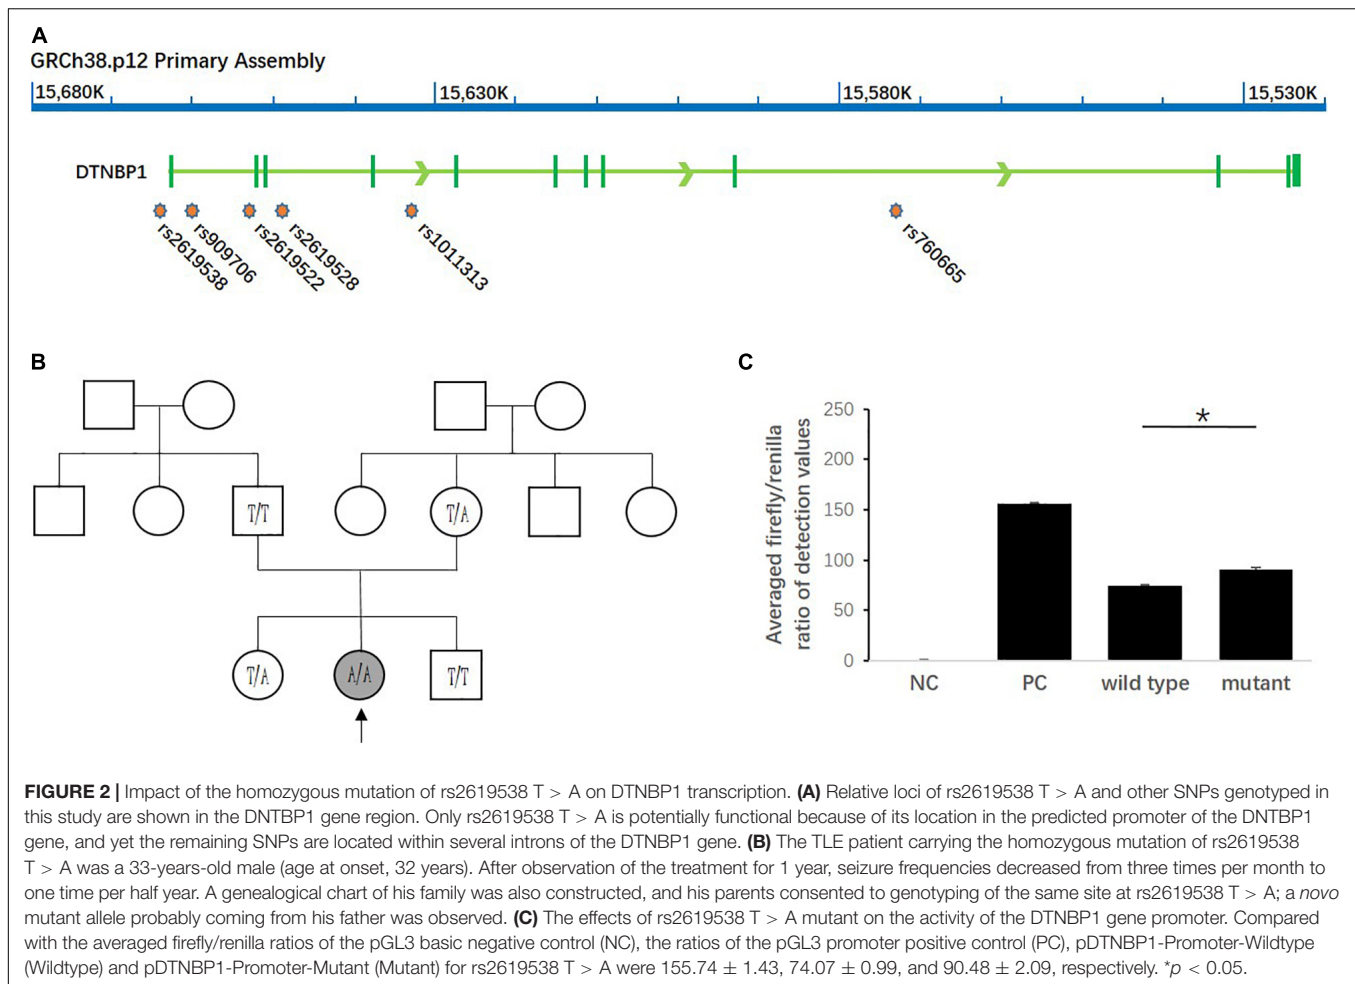 A
GRCh38.p12 Primary Assembly
15,680K 15,630K 15,580K 15,530K
DTNBP1
rs2619538
rs909706
rs2619522
rs2619528
rs1011313
rs760665
B
T/T T/A
T/A A/A T/T
C
Averaged firefly/renilla
ratio of detection values
250
200
150
100
50
0
*
NC PC wild type mutant
FIGURE 2 | Impact of the homozygous mutation of rs2619538 T > A on DTNBP1 transcription. (A) Relative loci of rs2619538 T > A and other SNPs genotyped in
this study are shown in the DNTBP1 gene region. Only rs2619538 T > A is potentially functional because of its location in the predicted promoter of the DNTBP1
gene, and yet the remaining SNPs are located within several introns of the DTNBP1 gene. (B) The TLE patient carrying the homozygous mutation of rs2619538
T > A was a 33-years-old male (age at onset, 32 years). After observation of the treatment for 1 year, seizure frequencies decreased from three times per month to
one time per half year. A genealogical chart of his family was also constructed, and his parents consented to genotyping of the same site at rs2619538 T > A; a novo
mutant allele probably coming from his father was observed. (C) The effects of rs2619538 T > A mutant on the activity of the DTNBP1 gene promoter. Compared
with the averaged firefly/renilla ratios of the pGL3 basic negative control (NC), the ratios of the pGL3 promoter positive control (PC), pDTNBP1-Promoter-Wildtype
(Wildtype) and pDTNBP1-Promoter-Mutant (Mutant) for rs2619538 T > A were 155.74 ± 1.43, 74.07 ± 0.99, and 90.48 ± 2.09, respectively. *p < 0.05.